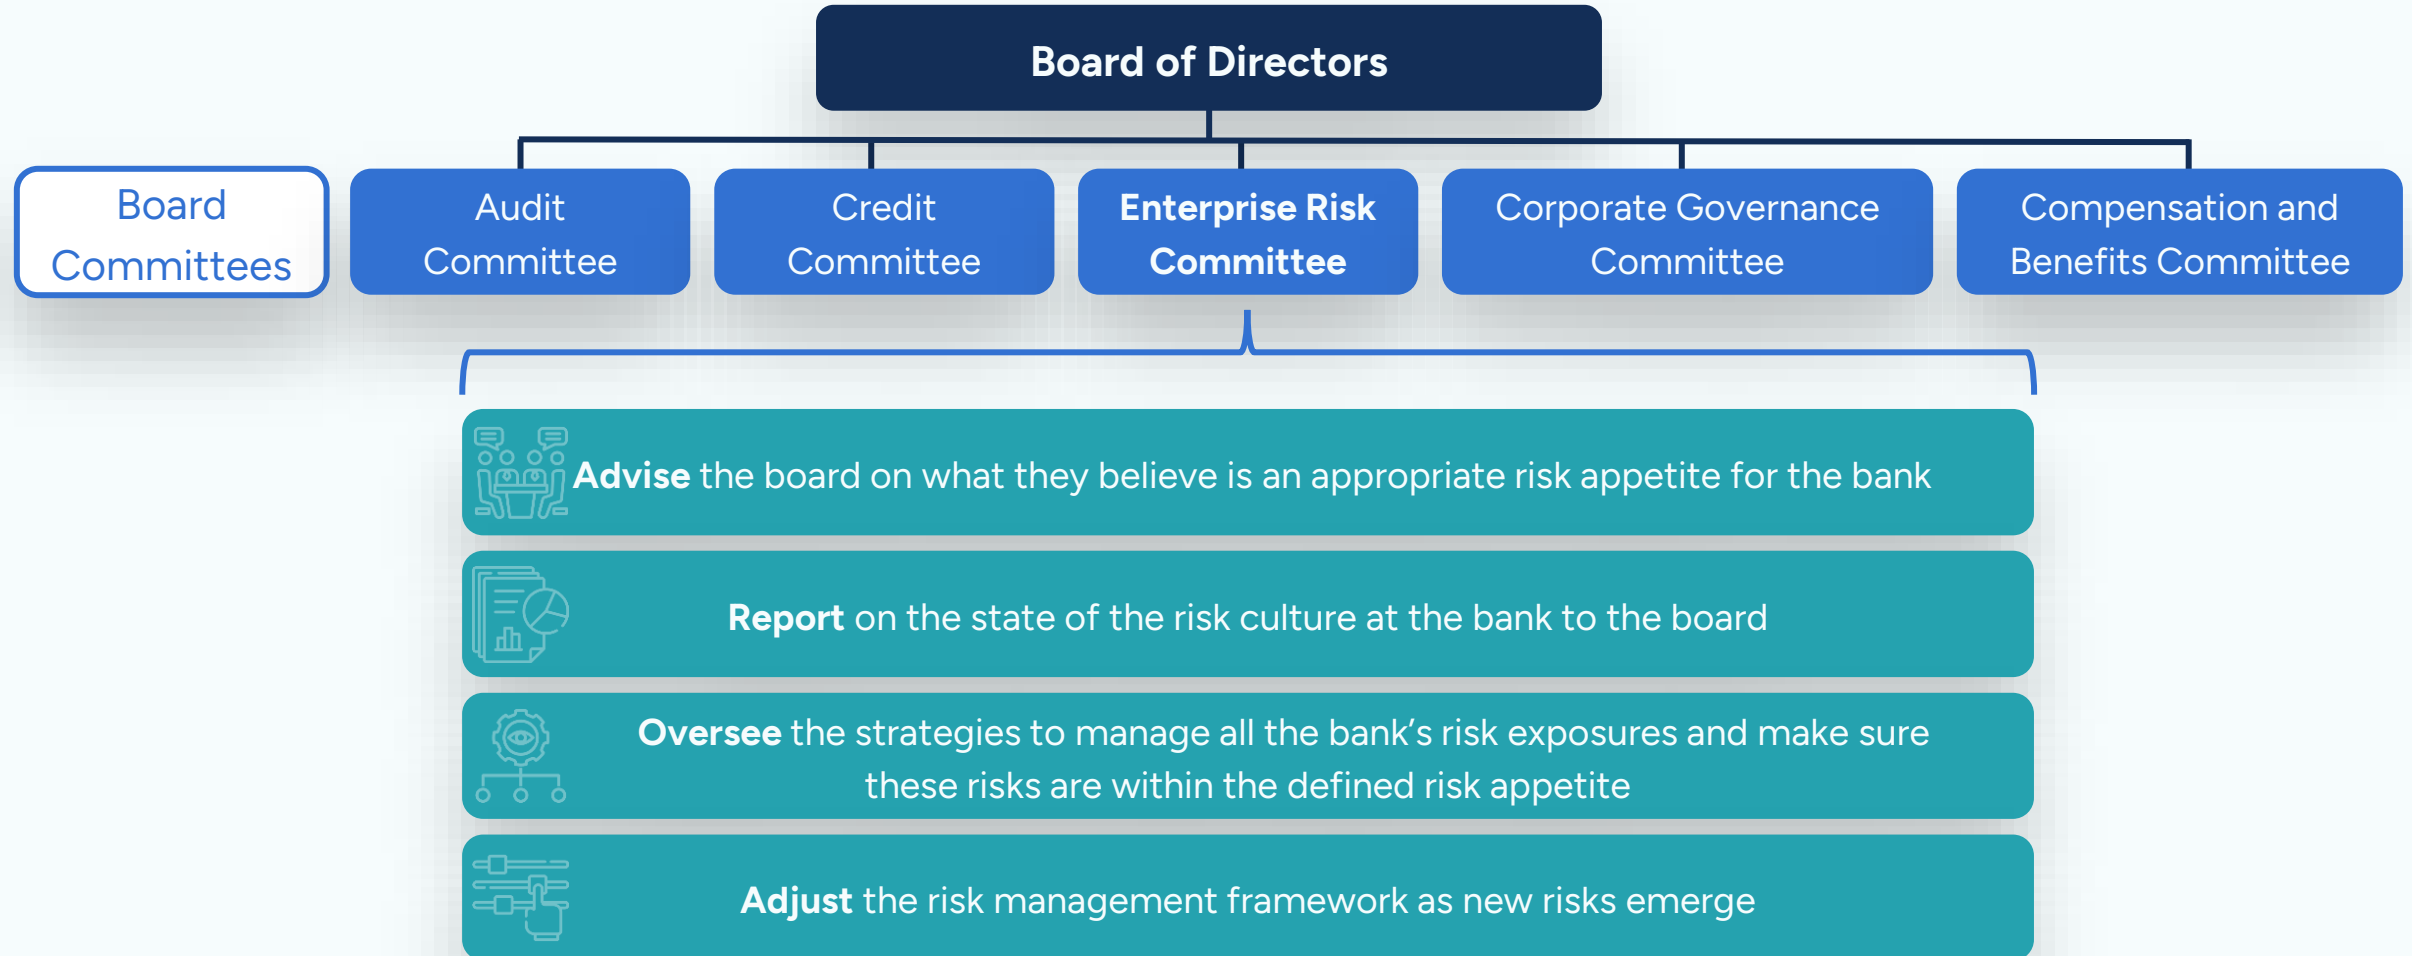 Board of Directors
Board
Committees
Audit
Committee
Credit
Committee
Enterprise Risk
Committee
Corporate Governance
Committee
Compensation and
Benefits Committee
Advise the board on what they believe is an appropriate risk appetite for the bank
Report on the state of the risk culture at the bank to the board
Oversee the strategies to manage all the bank’s risk exposures and make sure
these risks are within the defined risk appetite
Adjust the risk management framework as new risks emerge